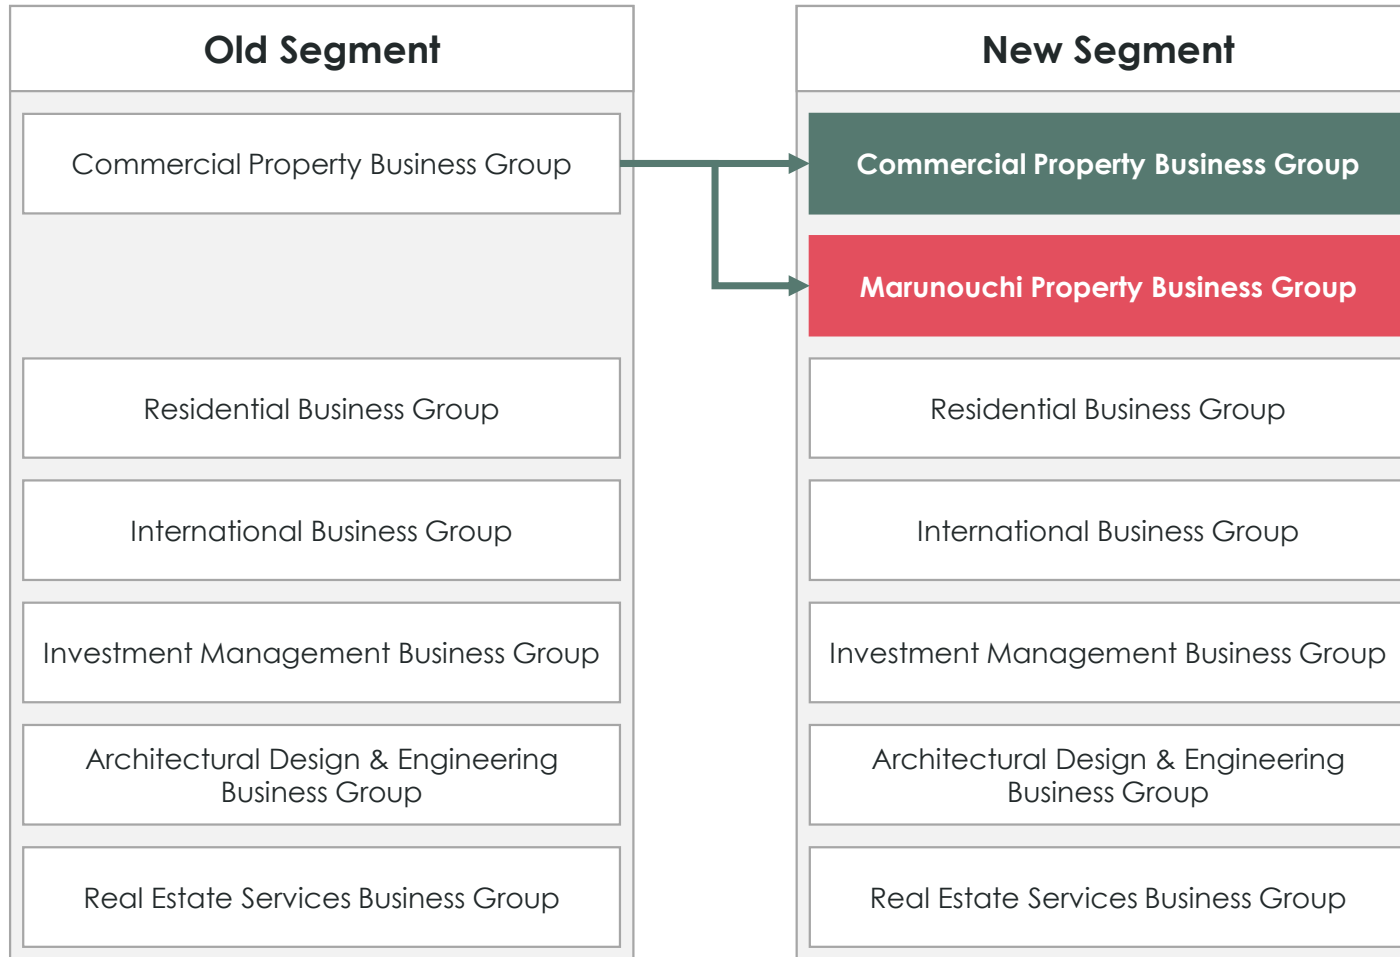 Old Segment
Commercial Property Business Group
Residential Business Group
International Business Group
Investment Management Business Group
Architectural Design & Engineering
Business Group
Real Estate Services Business Group
New Segment
Commercial Property Business Group
Marunouchi Property Business Group
Residential Business Group
International Business Group
Investment Management Business Group
Architectural Design & Engineering
Business Group
Real Estate Services Business Group